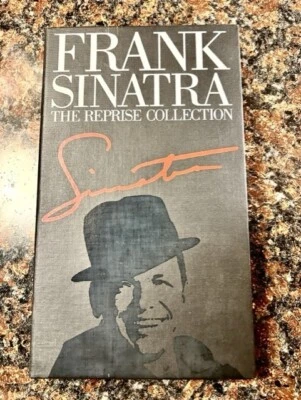 FRANK
SINATRA
THE REPRISE COLLECTION
Sinatra